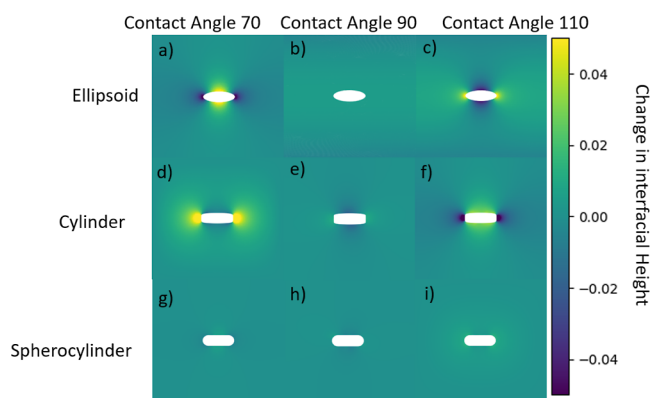 Contact Angle 70 Contact Angle 90 Contact Angle 110
a) b) c)
Ellipsoid
d) e) f)
Cylinder
g) h) i)
Spherocylinder
0.04
0.02
0.00
−0.02
−0.04
Change in interfacial Height